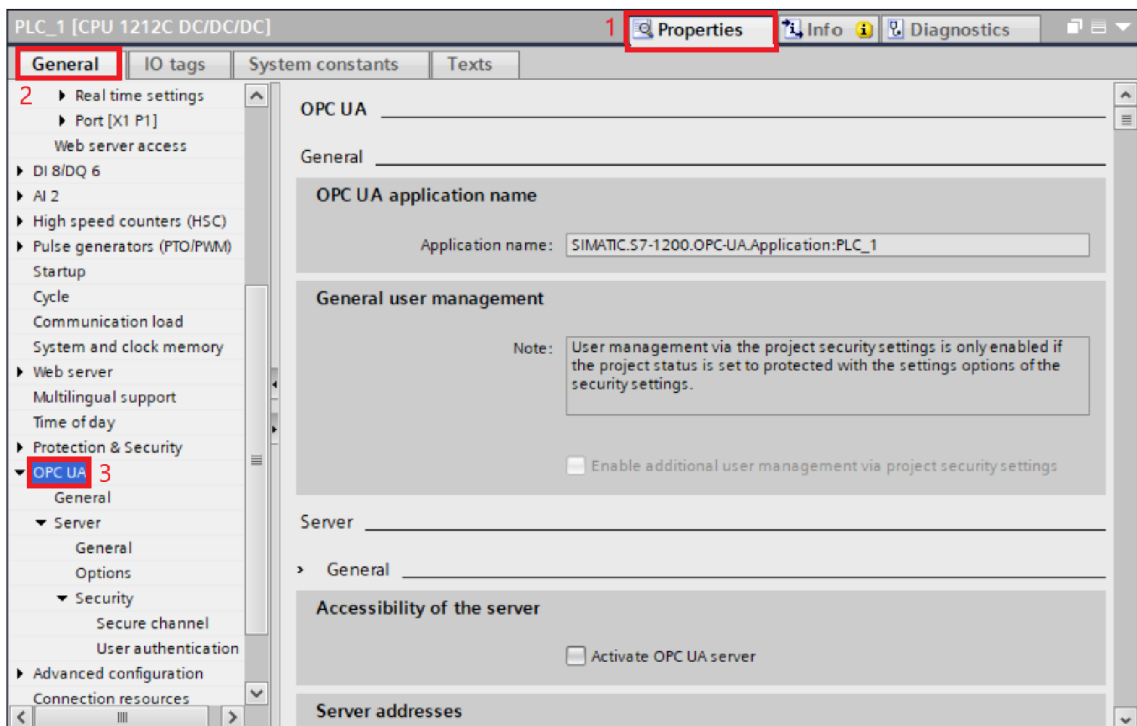 PLC_1 [CPU 1212C DC/DC/DC]
1
Properties
Info
Diagnostics
General
IO tags
System constants
Texts
2
Real time settings
Port [X1 P1]
Web server access
DI 8/DQ 6
AI 2
High speed counters (HSC)
Pulse generators (PTO/PWM)
Startup
Cycle
Communication load
System and clock memory
Web server
Multilingual support
Time of day
Protection & Security
OPC UA
3
General
Server
General
Options
Security
Secure channel
User authentication
Advanced configuration
Connection resources
OPC UA
General
OPC UA application name
Application name: SIMATIC.S7-1200.OPC-UA.Application:PLC_1
General user management
Note: User management via the project security settings is only enabled if
the project status is set to protected with the settings options of the
security settings.
Enable additional user management via project security settings
Server
General
Accessibility of the server
Activate OPC UA server
Server addresses